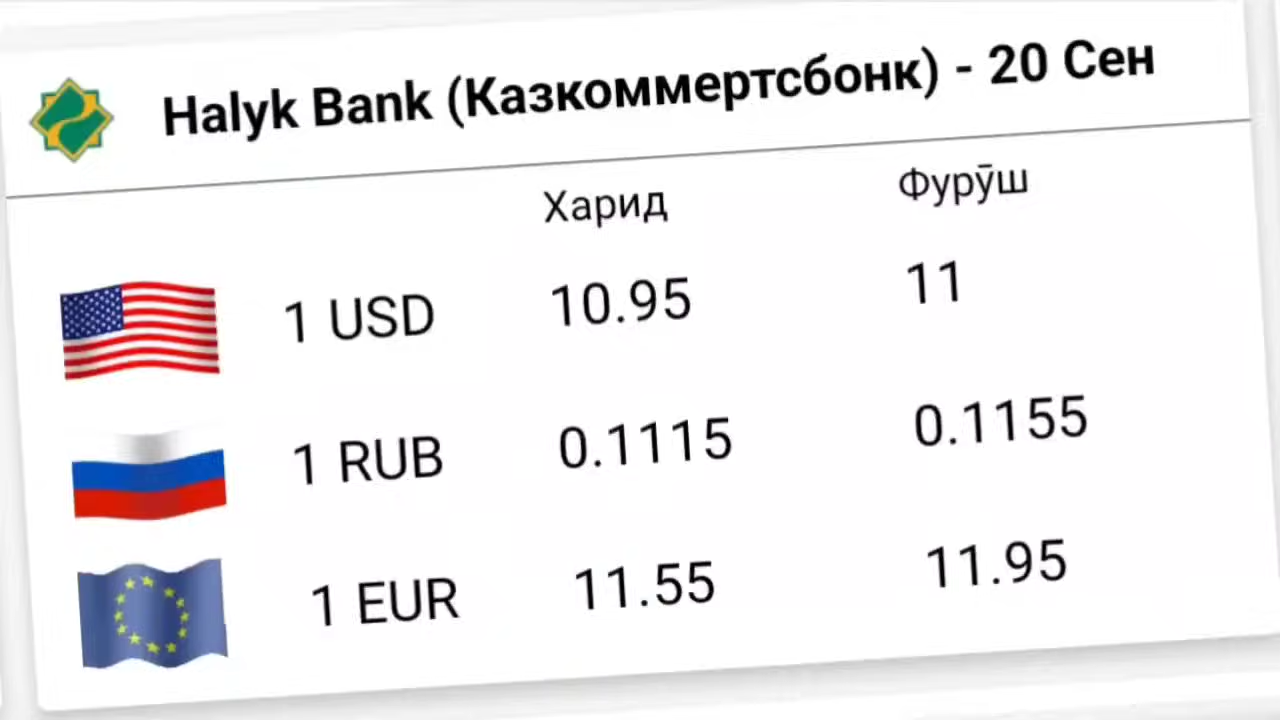 Halyk Bank (Казкоммертсбонк) - 20 Сен
Харид Фурӯш
1 USD 10.95 11
1 RUB 0.1115 0.1155
1 EUR 11.55 11.95